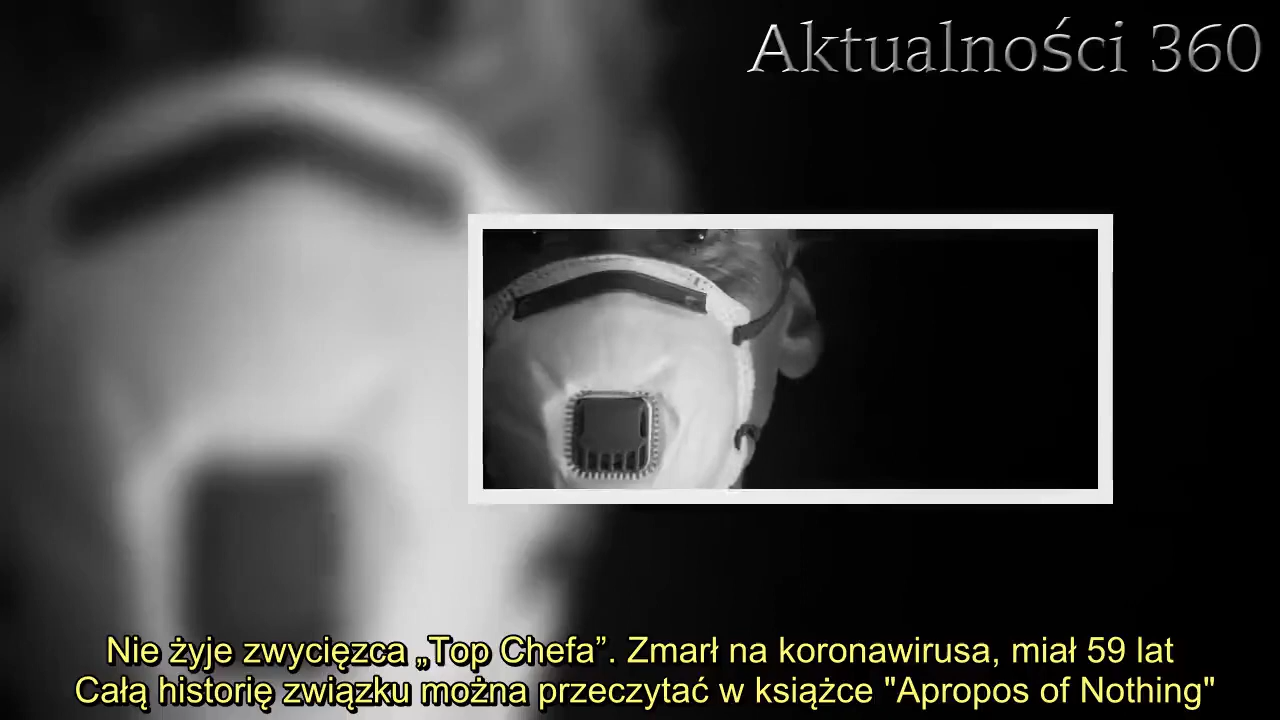 Aktualności 360
Nie żyje zwycięzca „Top Chefa”. Zmarł na koronawirusa, miał 59 lat
Całą historię związku można przeczytać w książce "Apropos of Nothing"